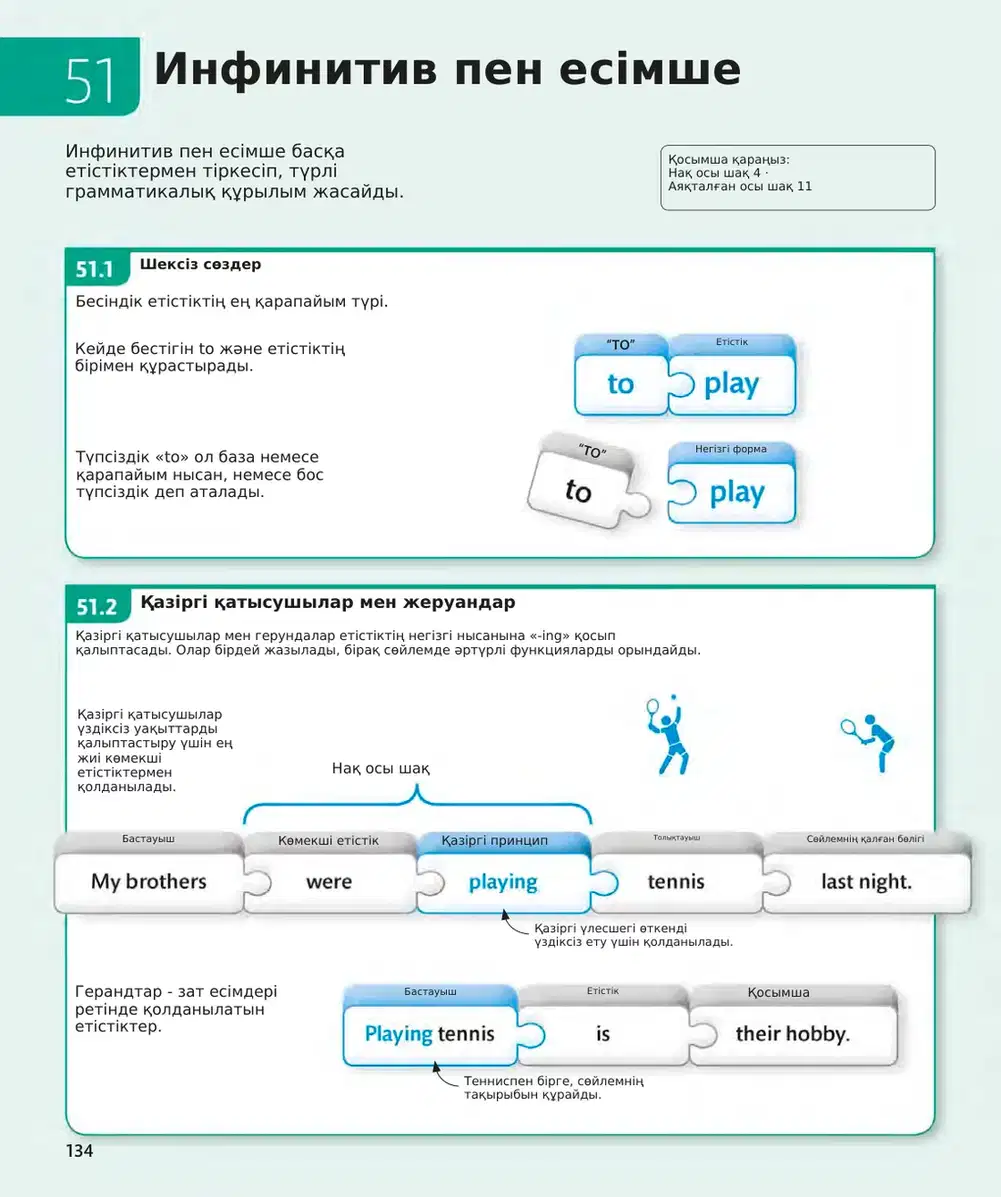 51
Инфинитив пен есімше
Инфинитив пен есімше басқа
етістіктермен тіркесіп, түрлі
грамматикалық құрылым жасайды.
Қосымша қараңыз:
Нақ осы шақ 4 ·
Аяқталған осы шақ 11
51.1 Шексіз сөздер
Бесіндік етістіктің ең қарапайым түрі.
Кейде бестігін to және етістіктің
бірімен құрастырады.
"TO" Етістік
to play
Түпсіздік «to» ол база немесе
қарапайым нысан, немесе бос
түпсіздік деп аталады.
"TO" Негізгі форма
to play
51.2 Қазіргі қатысушылар мен жеруандар
Қазіргі қатысушылар мен герундалар етістіктің негізгі нысанына «-ing» қосып
қалыптасады. Олар бірдей жазылады, бірақ сөйлемде әртүрлі функцияларды орындайды.
Қазіргі қатысушылар
үздіксіз уақыттарды
қалыптастыру үшін ең
жиі көмекші
етістіктермен
қолданылады.
Нақ осы шақ
Бастауыш Көмекші етістік Қазіргі принцип Толықтауыш Сөйлемнің қалған бөлігі
My brothers were playing tennis last night.
Қазіргі үлесшегі өткенді
үздіксіз ету үшін қолданылады.
Герандтар - зат есімдері
ретінде қолданылатын
етістіктер.
Бастауыш Етістік Қосымша
Playing tennis is their hobby.
Тенниспен бірге, сөйлемнің
тақырыбын құрайды.
134